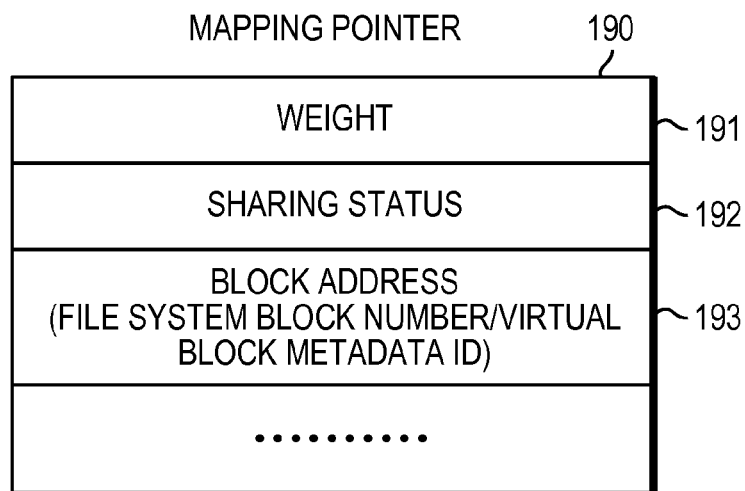 MAPPING POINTER
190
WEIGHT
191
SHARING STATUS
192
BLOCK ADDRESS
(FILE SYSTEM BLOCK NUMBER/VIRTUAL
BLOCK METADATA ID)
193
..........